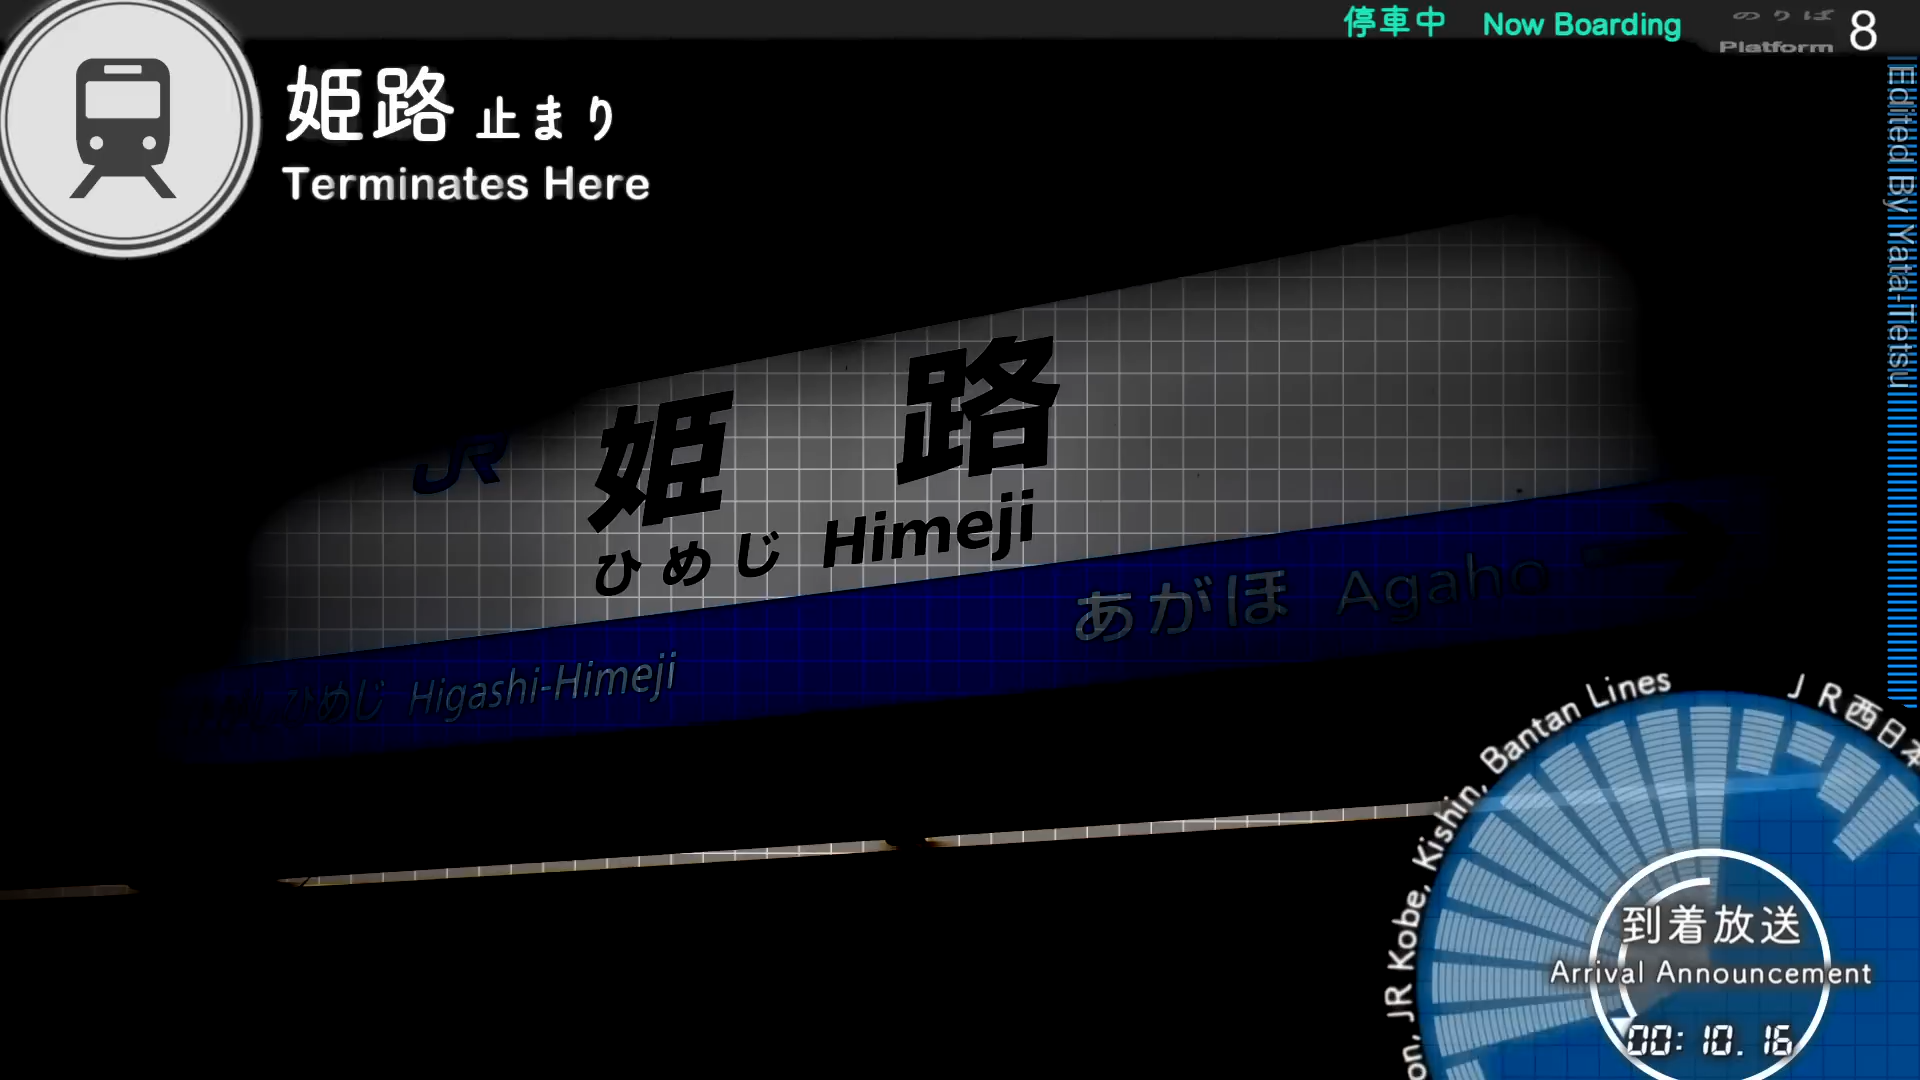 停車中 Now Boarding
のりば
Platform 8
姫路 止まり
Terminates Here
Edited By Yata-Tetsu
JR
姫路
ひめじ Himeji
あがほ Agaho
ひめじ Higashi-Himeji
JR Kobe, Kishin, Bantan Lines
JR西日本
到着放送
Arrival Announcement
00:10.16